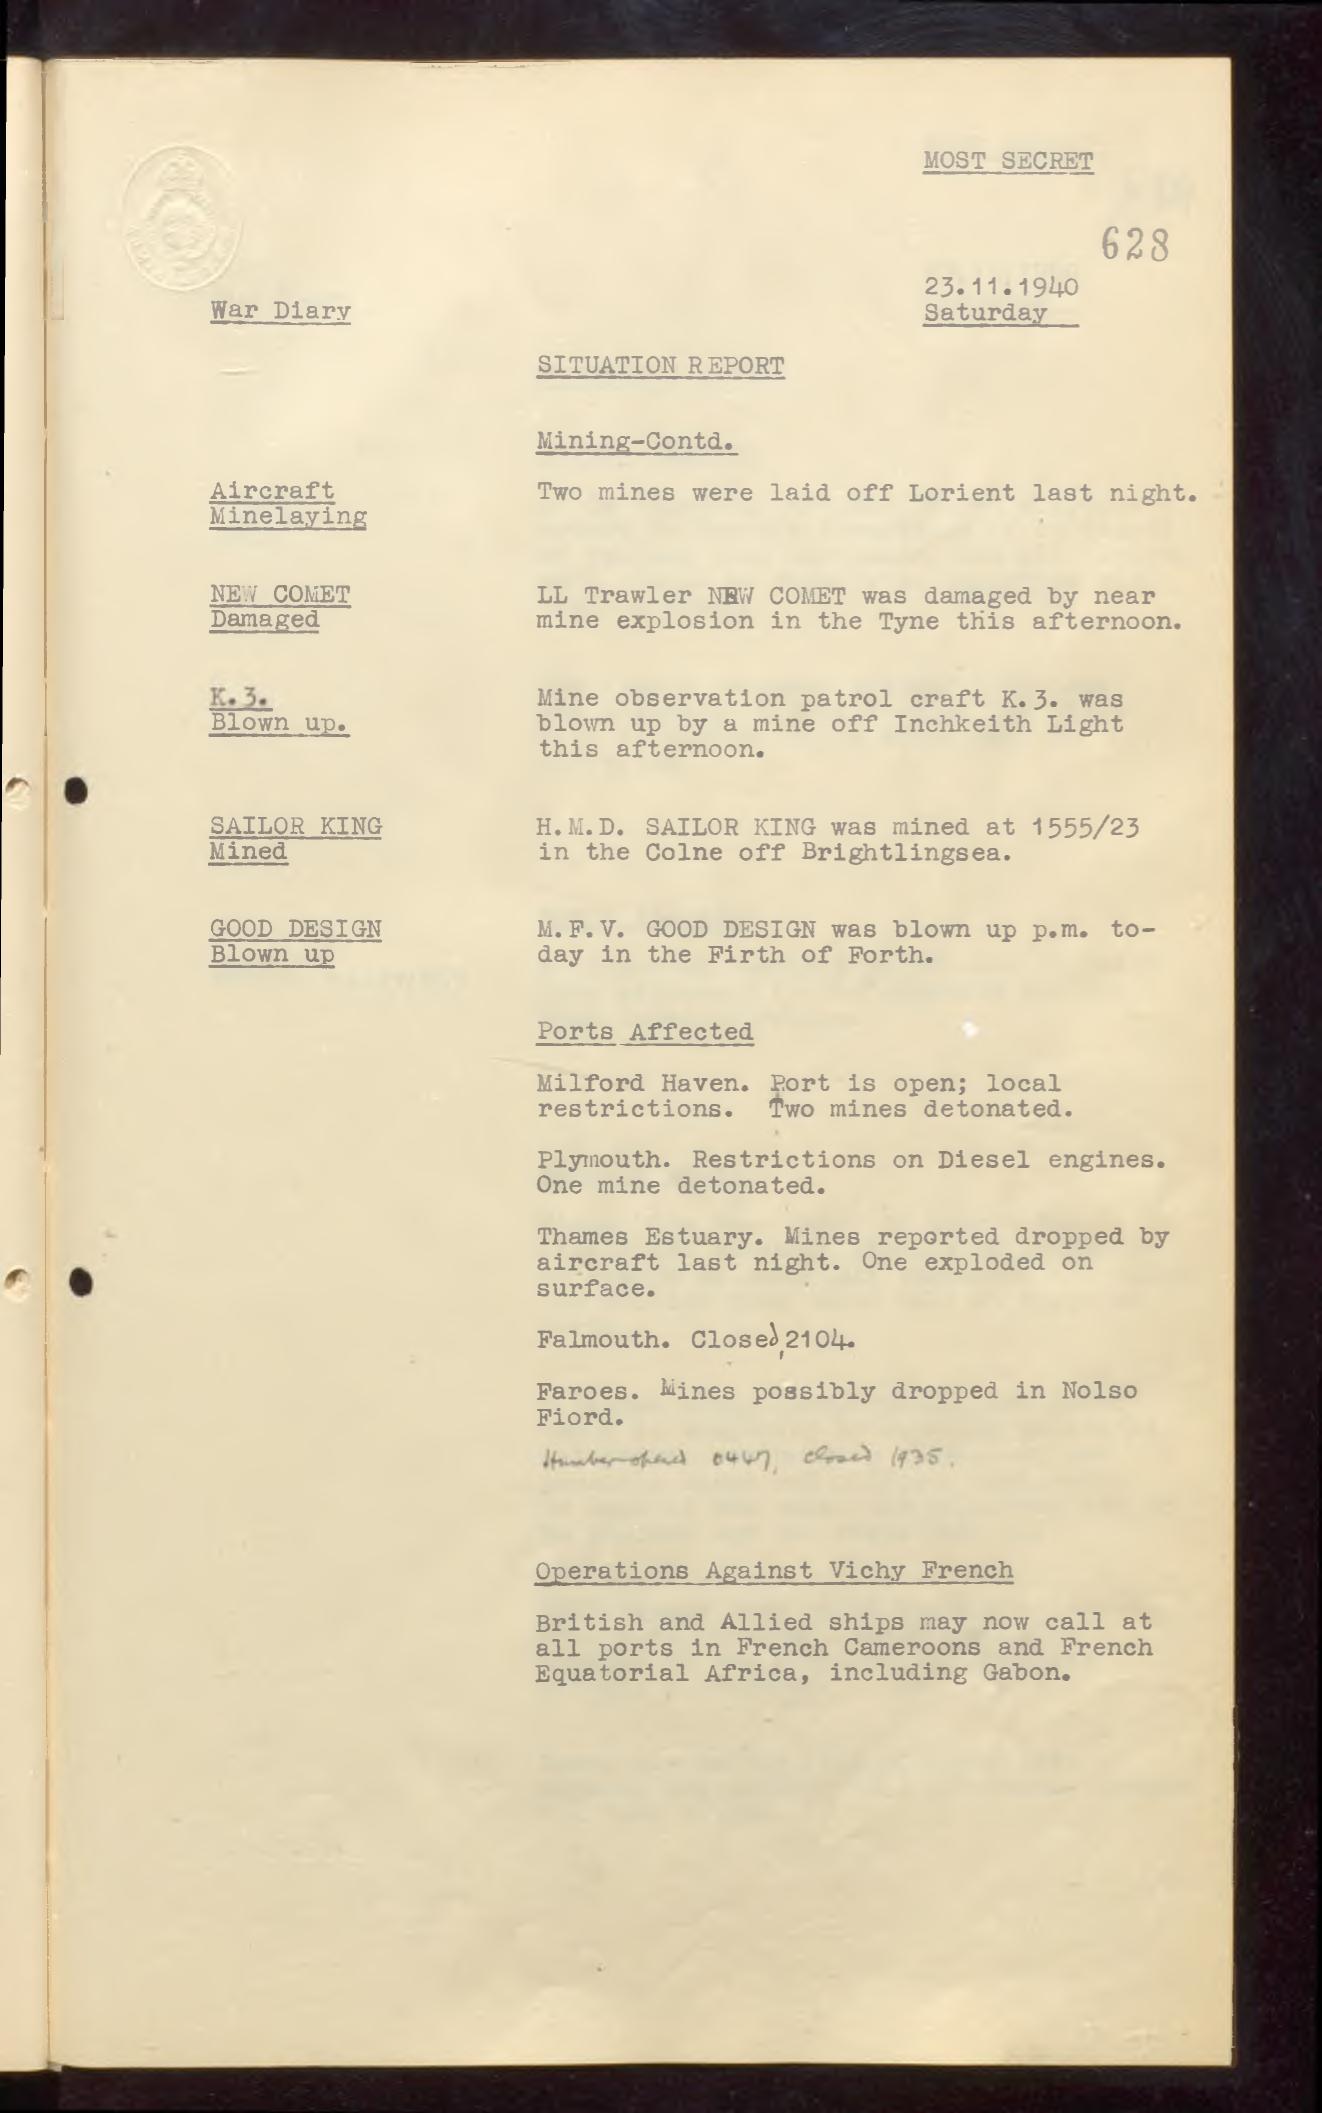 MOST SECRET
628
23.11.1940
War Diary
Saturday
SITUATION REPORT
Mining-Contd.
Aircraft
Minelaying
Two mines were laid off Lorient last night.
NEW COMET
Damaged
LL Trawler NEW COMET was damaged by near
mine explosion in the Tyne this afternoon.
K.3.
Blown up.
Mine observation patrol craft K.3. was
blown up by a mine off Inchkeith Light
this afternoon.
SAILOR KING
Mined
H.M.D. SAILOR KING was mined at 1555/23
in the Colne off Brightlingsea.
GOOD DESIGN
Blown up
M.F.V. GOOD DESIGN was blown up p.m. to-
day in the Firth of Forth.
Ports Affected
Milford Haven. Port is open; local
restrictions. Two mines detonated.
Plymouth. Restrictions on Diesel engines.
One mine detonated.
Thames Estuary. Mines reported dropped by
aircraft last night. One exploded on
surface.
Falmouth. Closed, 2104.
Faroes. Mines possibly dropped in Nolso
Fiord.
Humber opened 0447, closed 1935.
Operations Against Vichy French
British and Allied ships may now call at
all ports in French Cameroons and French
Equatorial Africa, including Gabon.